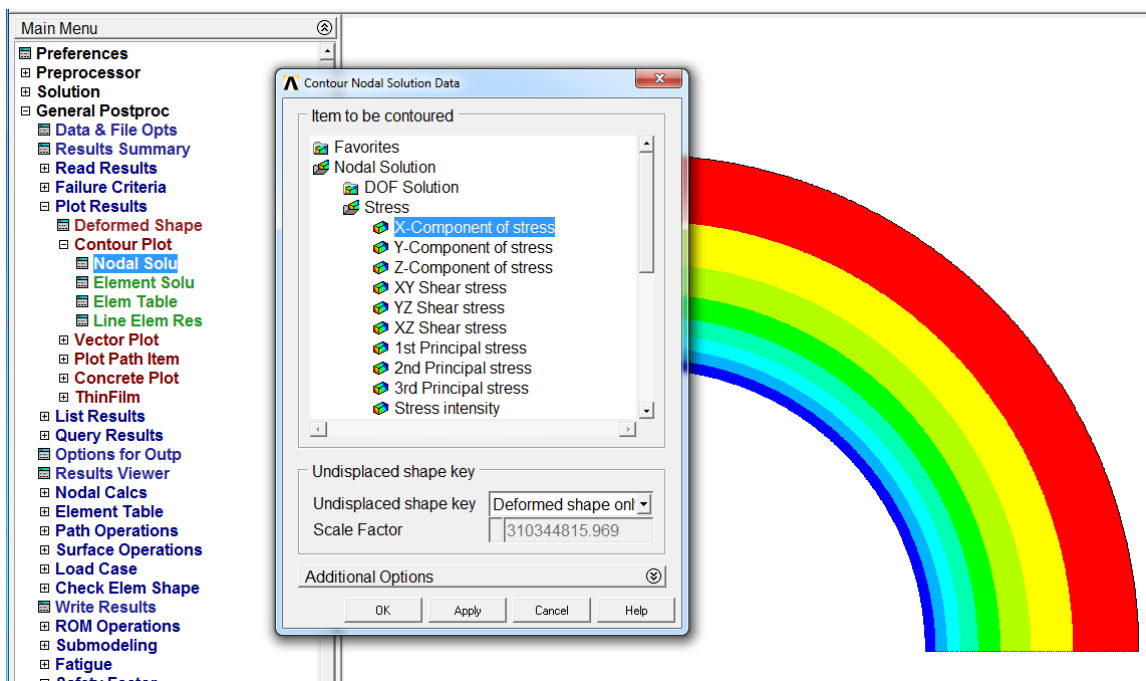 Main Menu
Preferences
Preprocessor
Solution
General Postproc
Data & File Opts
Results Summary
Read Results
Failure Criteria
Plot Results
Deformed Shape
Contour Plot
Nodal Solu
Element Solu
Elem Table
Line Elem Res
Vector Plot
Plot Path Item
Concrete Plot
ThinFilm
List Results
Query Results
Options for Outp
Results Viewer
Nodal Calcs
Element Table
Path Operations
Surface Operations
Load Case
Check Elem Shape
Write Results
ROM Operations
Submodeling
Fatigue
Safety Factor
Contour Nodal Solution Data
Item to be contoured
Favorites
Nodal Solution
DOF Solution
Stress
X-Component of stress
Y-Component of stress
Z-Component of stress
XY Shear stress
YZ Shear stress
XZ Shear stress
1st Principal stress
2nd Principal stress
3rd Principal stress
Stress intensity
Undisplaced shape key
Undisplaced shape key Deformed shape onl
Scale Factor 310344815.969
Additional Options
OK Apply Cancel Help